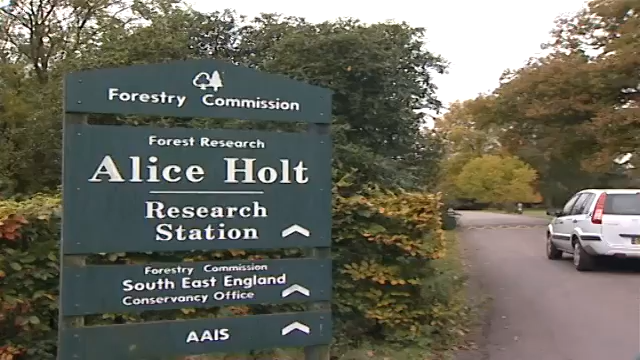 Forestry Commission
Forest Research
Alice Holt
Research
Station
Forestry Commission
South East England
Conservancy Office
AAIS